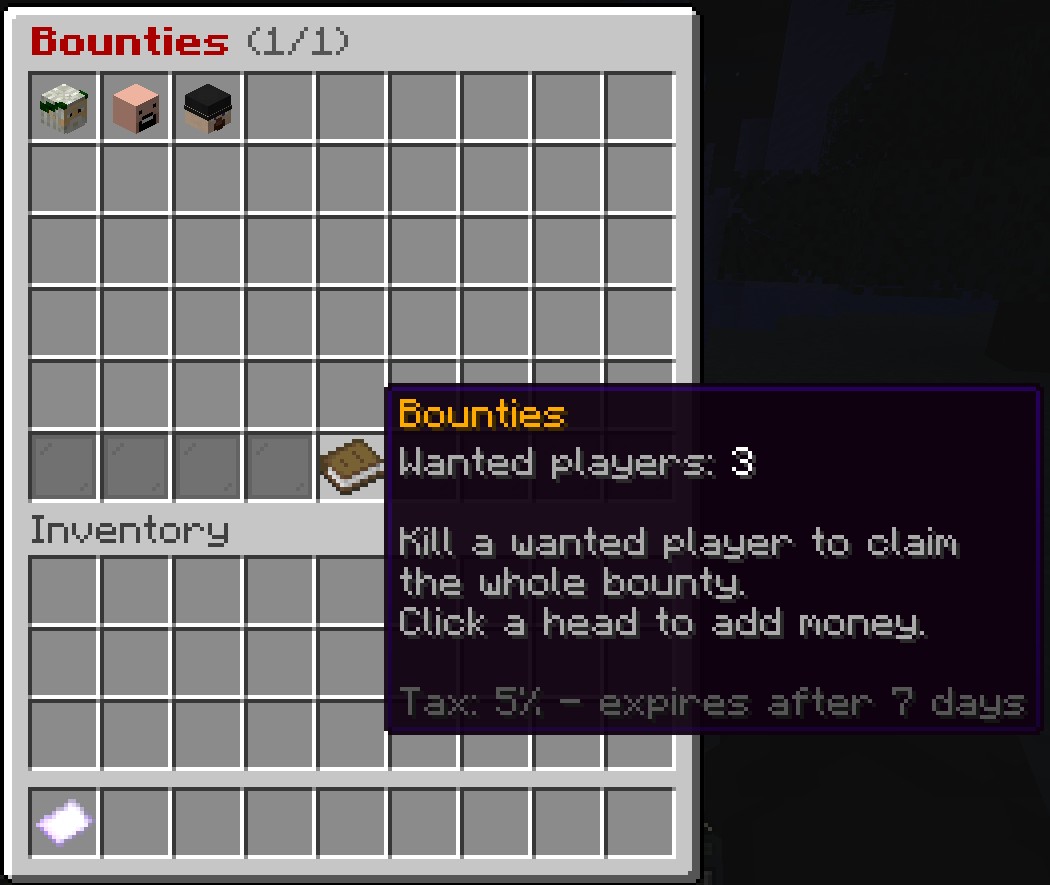 Bounties (1/1)
Bounties
Wanted players: 3
Kill a wanted player to claim
the whole bounty.
Click a head to add money.
Tax: 5% - expires after 7 days
Inventory